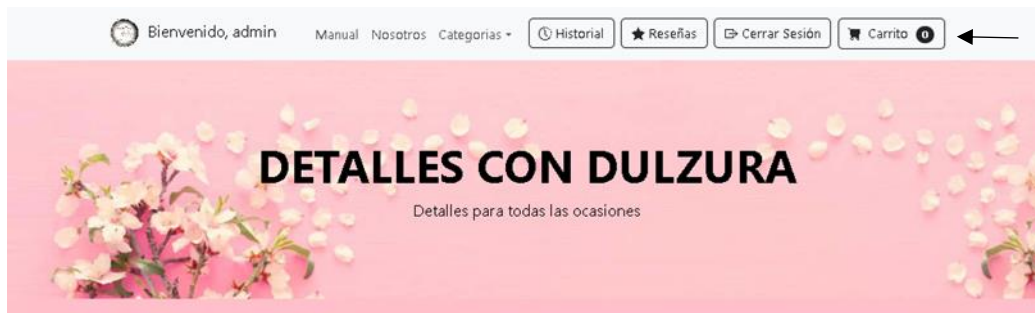 Bienvenido, admin Manual Nosotros Categorias Historial Reseñas Cerrar Sesión Carrito 0
DETALLES CON DULZURA
Detalles para todas las ocasiones